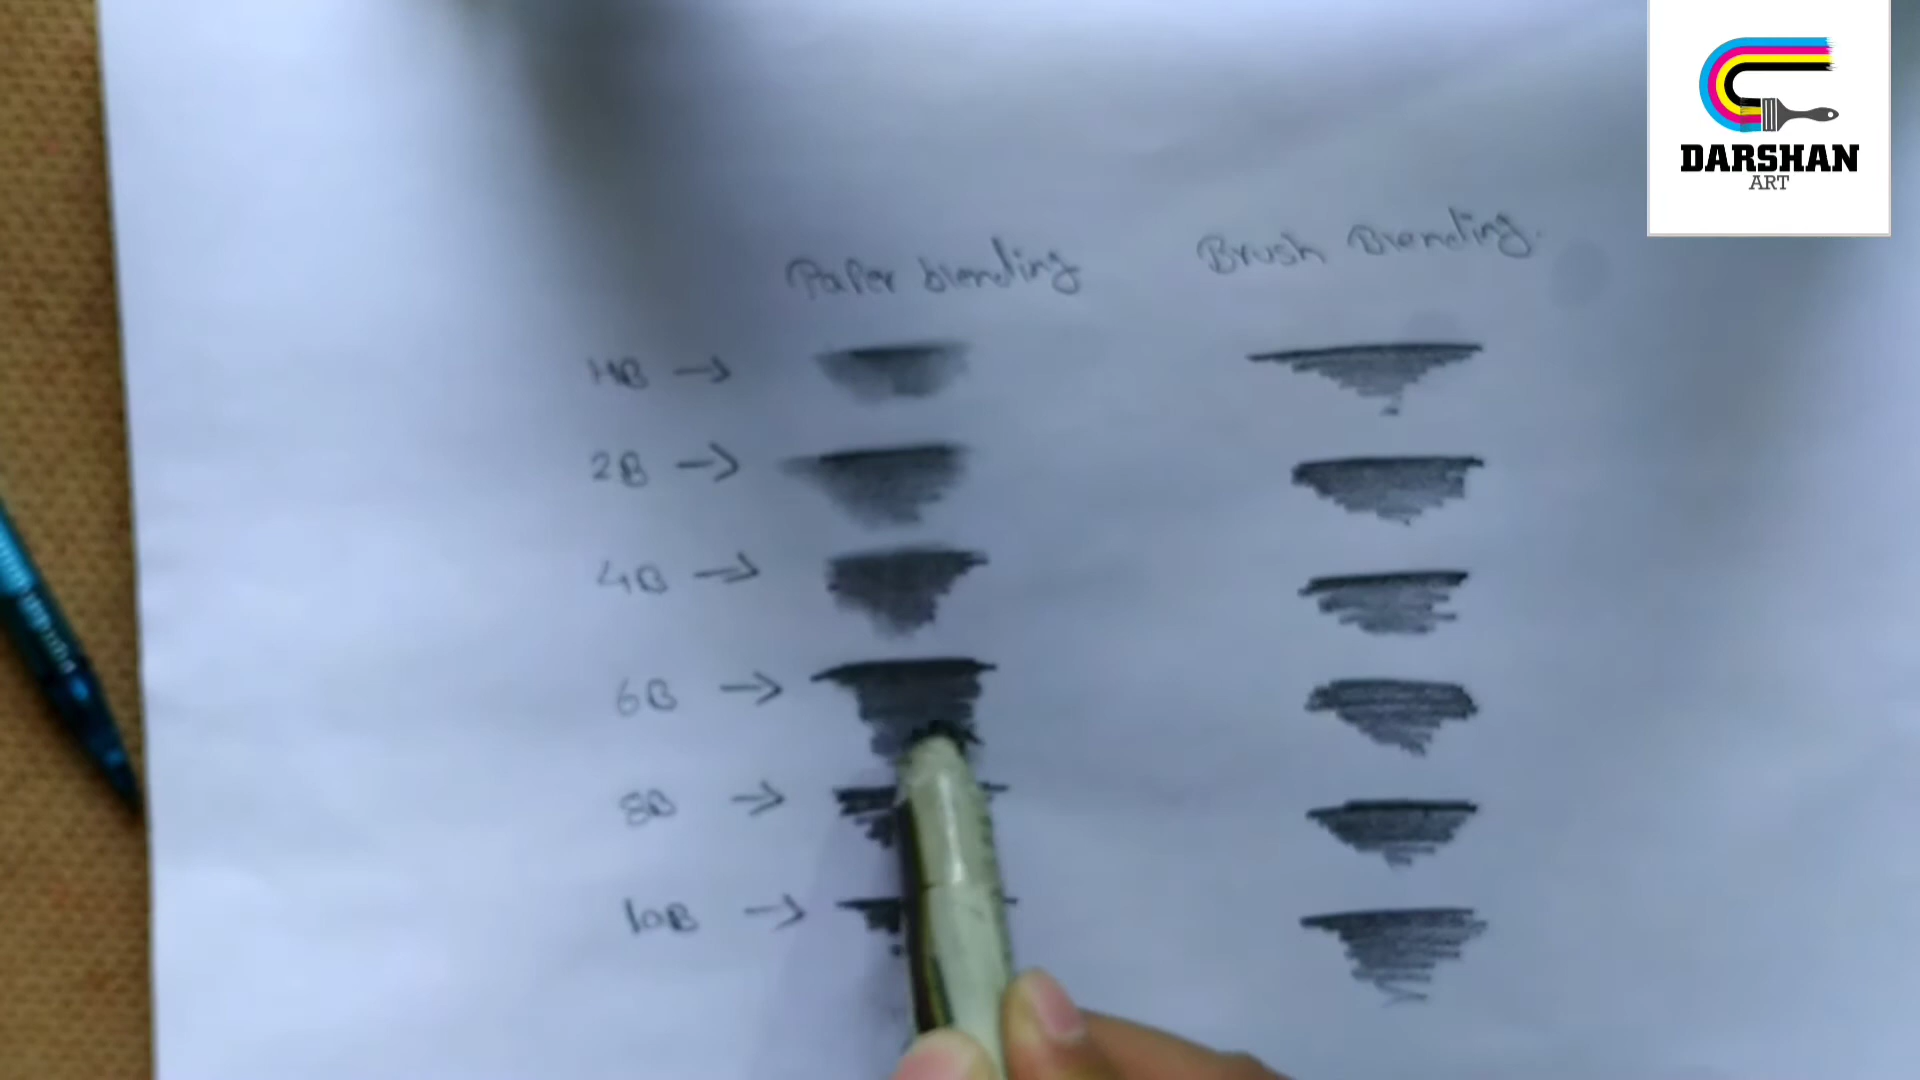 DARSHAN
ART
Paper blending
Brush Blending.
HB →
2B →
4B →
6B →
8B →
10B →